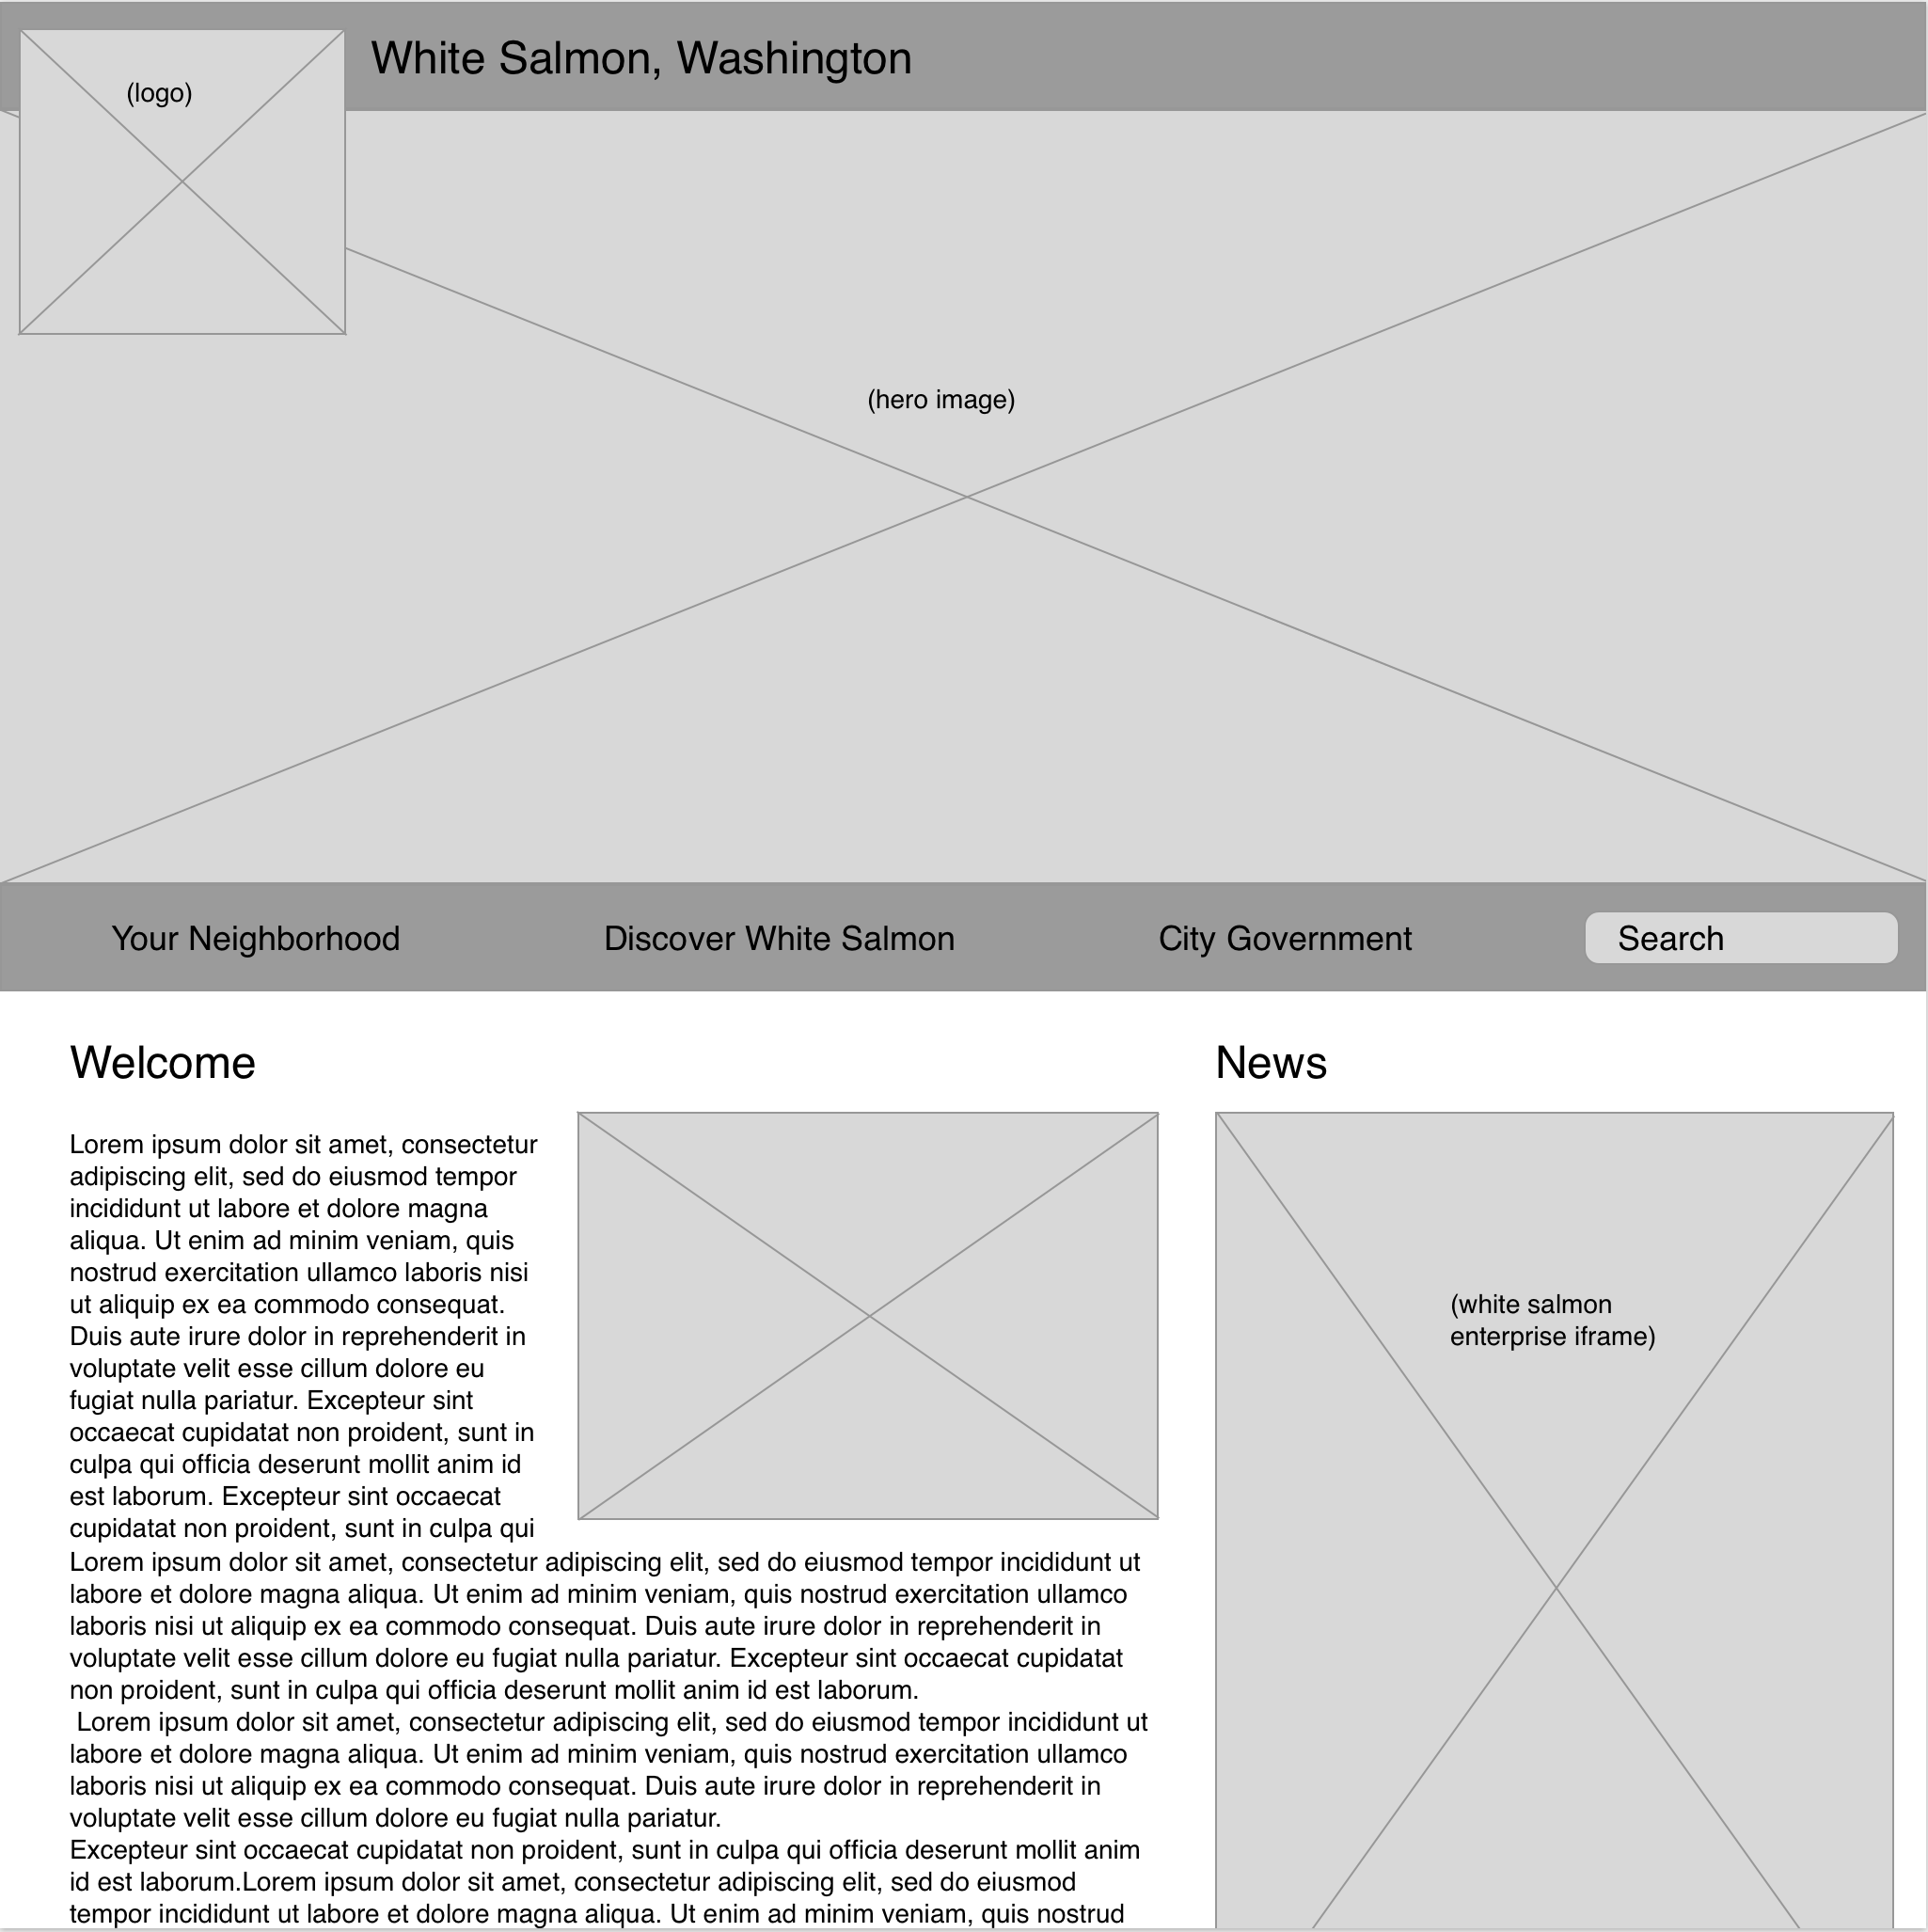 White Salmon, Washington
(logo)
(hero image)
Your Neighborhood
Discover White Salmon
City Government
Search
Welcome
Lorem ipsum dolor sit amet, consectetur
adipiscing elit, sed do eiusmod tempor
incididunt ut labore et dolore magna
aliqua. Ut enim ad minim veniam, quis
nostrud exercitation ullamco laboris nisi
ut aliquip ex ea commodo consequat.
Duis aute irure dolor in reprehenderit in
voluptate velit esse cillum dolore eu
fugiat nulla pariatur. Excepteur sint
occaecat cupidatat non proident, sunt in
culpa qui officia deserunt mollit anim id
est laborum. Excepteur sint occaecat
cupidatat non proident, sunt in culpa qui
Lorem ipsum dolor sit amet, consectetur adipiscing elit, sed do eiusmod tempor incididunt ut
labore et dolore magna aliqua. Ut enim ad minim veniam, quis nostrud exercitation ullamco
laboris nisi ut aliquip ex ea commodo consequat. Duis aute irure dolor in reprehenderit in
voluptate velit esse cillum dolore eu fugiat nulla pariatur. Excepteur sint occaecat cupidatat
non proident, sunt in culpa qui officia deserunt mollit anim id est laborum.
Lorem ipsum dolor sit amet, consectetur adipiscing elit, sed do eiusmod tempor incididunt ut
labore et dolore magna aliqua. Ut enim ad minim veniam, quis nostrud exercitation ullamco
laboris nisi ut aliquip ex ea commodo consequat. Duis aute irure dolor in reprehenderit in
voluptate velit esse cillum dolore eu fugiat nulla pariatur.
Excepteur sint occaecat cupidatat non proident, sunt in culpa qui officia deserunt mollit anim
id est laborum.Lorem ipsum dolor sit amet, consectetur adipiscing elit, sed do eiusmod
tempor incididunt ut labore et dolore magna aliqua. Ut enim ad minim veniam, quis nostrud
News
(white salmon
enterprise iframe)